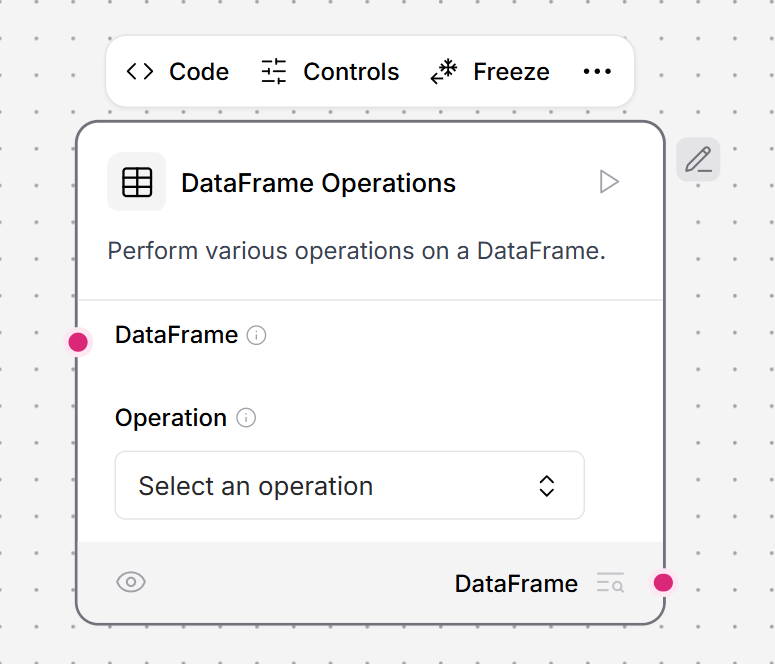 Code Controls Freeze
DataFrame Operations
Perform various operations on a DataFrame.
DataFrame
Operation
Select an operation
DataFrame